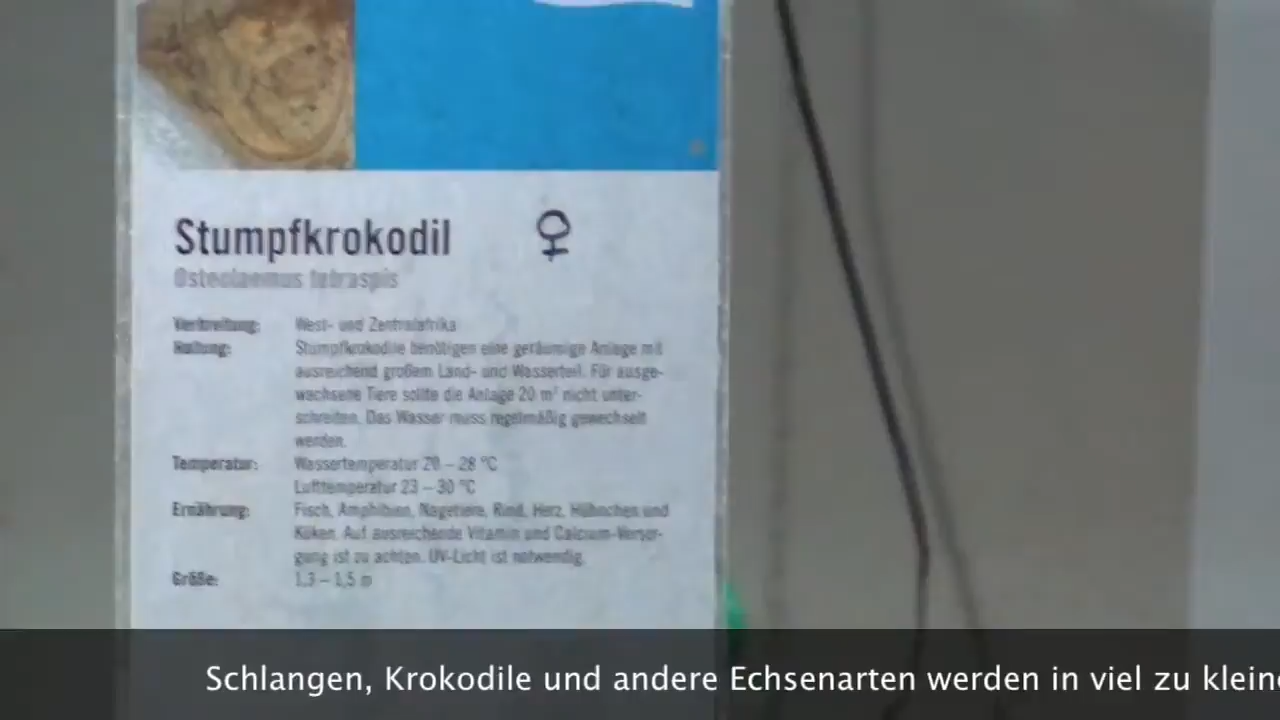 Stumpfkrokodil ♀
Osteolaemus tetraspis
Verbreitung: West- und Zentralafrika
Haltung: Stumpfkrokodile benötigen eine geräumige Anlage mit
ausreichend großem Land- und Wasserteil. Für ausge-
wachsene Tiere sollte die Anlage 20 m² nicht unter-
schreiten. Das Wasser muss regelmäßig gewechselt
werden.
Temperatur: Wassertemperatur 20 – 28 °C
Lufttemperatur 23 – 30 °C
Ernährung: Fisch, Amphibien, Nagetiere, Rind, Herz, Hühnchen und
Küken. Auf ausreichende Vitamin und Calcium-Versor-
gung ist zu achten. UV-Licht ist notwendig.
Größe: 1,3 – 1,5 m
Schlangen, Krokodile und andere Echsenarten werden in viel zu klein